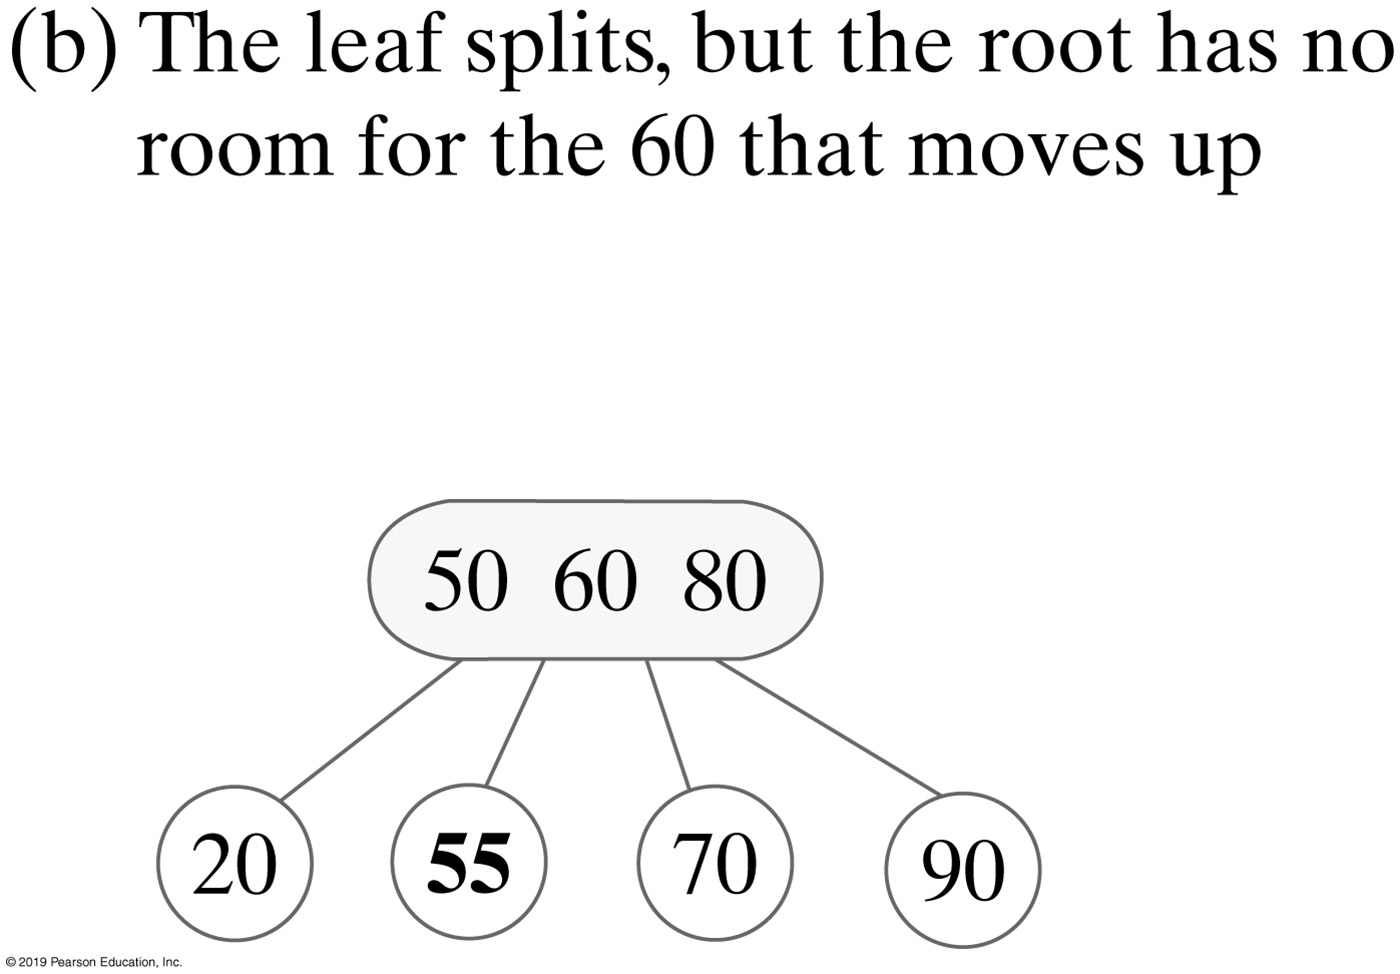 (b) The leaf splits, but the root has no
room for the 60 that moves up
50 60 80
20 55 70 90
© 2019 Pearson Education, Inc.